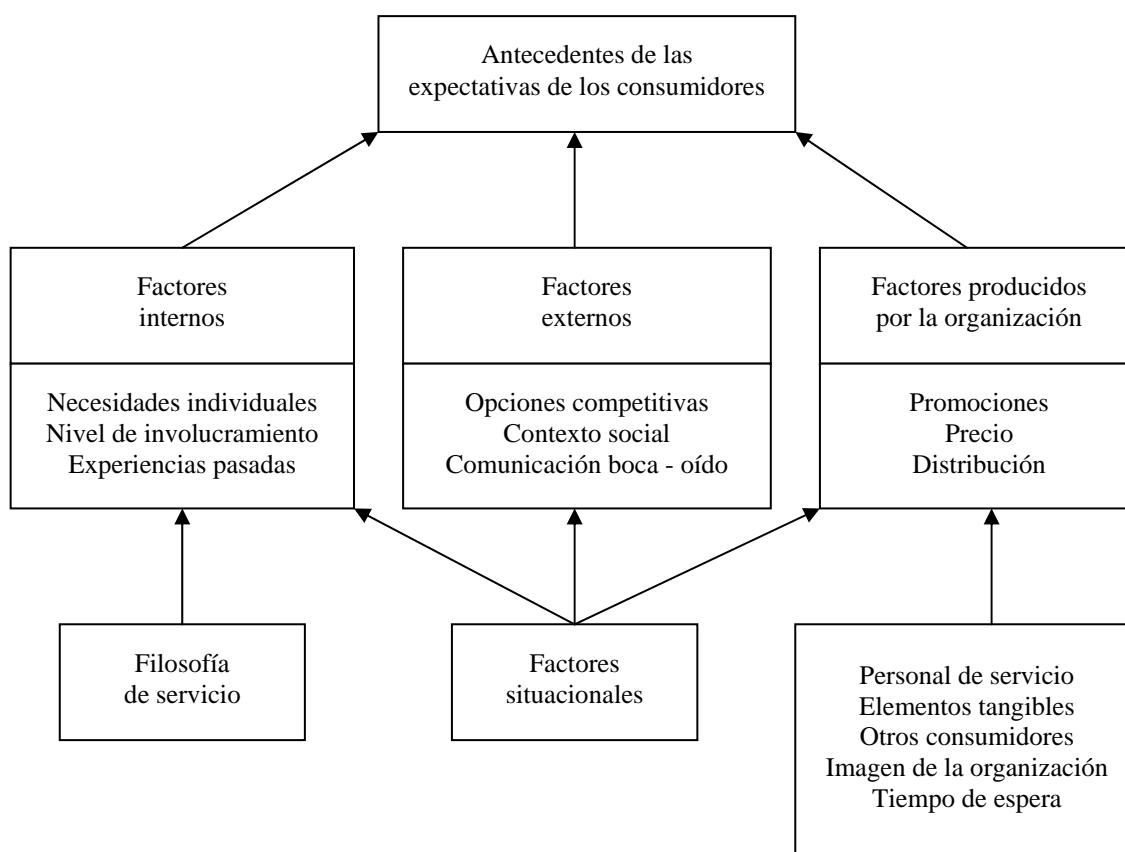 Antecedentes de las
expectativas de los consumidores
Factores
internos
Necesidades individuales
Nivel de involucramiento
Experiencias pasadas
Factores
externos
Opciones competitivas
Contexto social
Comunicación boca - oído
Factores producidos
por la organización
Promociones
Precio
Distribución
Filosofía
de servicio
Factores
situacionales
Personal de servicio
Elementos tangibles
Otros consumidores
Imagen de la organización
Tiempo de espera